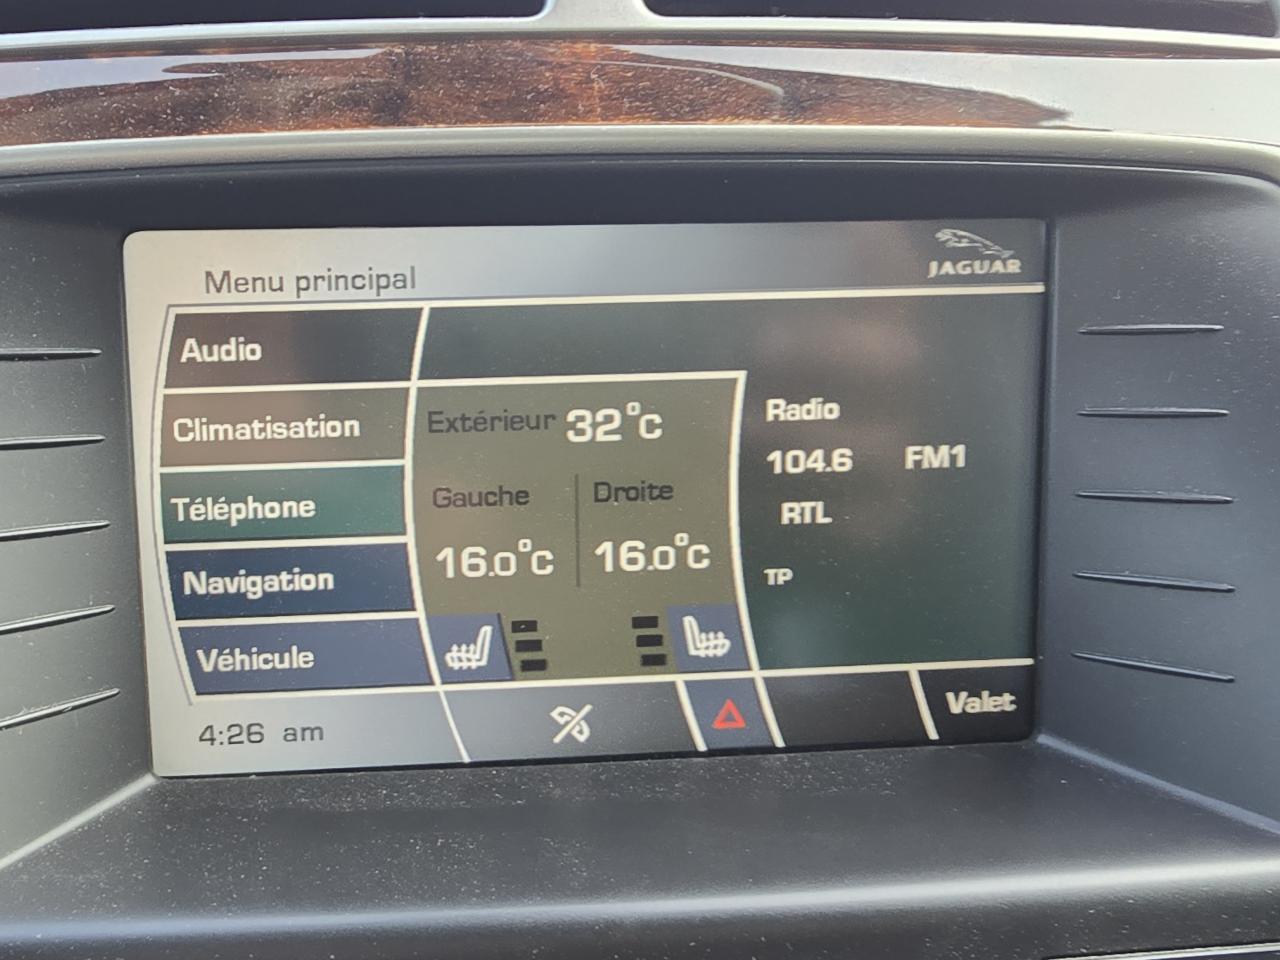 Menu principal
JAGUAR
Audio
Climatisation
Téléphone
Navigation
Véhicule
Extérieur 32°c
Gauche
Droite
16.0°c
16.0°c
Radio
104.6 FM1
RTL
TP
4:26 am
Valet